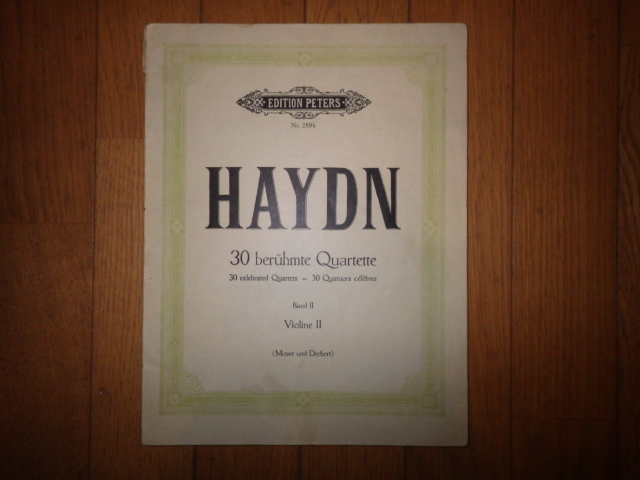 EDITION PETERS
Nr. 289b
HAYDN
30 berühmte Quartette
30 celebrated Quartets – 30 Quatuors célèbres
Band II
Violine II
(Moser und Dechert)